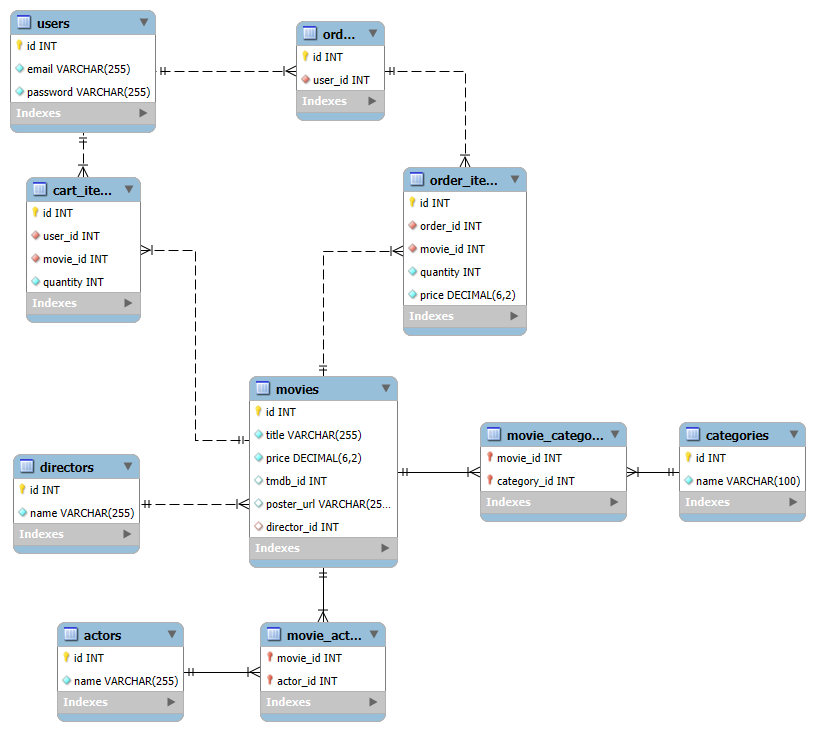 users
id INT
email VARCHAR(255)
password VARCHAR(255)
Indexes
ord...
id INT
user_id INT
Indexes
cart_ite...
id INT
user_id INT
movie_id INT
quantity INT
Indexes
order_ite...
id INT
order_id INT
movie_id INT
quantity INT
price DECIMAL(6,2)
Indexes
movies
id INT
title VARCHAR(255)
price DECIMAL(6,2)
tmdb_id INT
poster_url VARCHAR(25...
director_id INT
Indexes
movie_catego...
movie_id INT
category_id INT
Indexes
categories
id INT
name VARCHAR(100)
Indexes
directors
id INT
name VARCHAR(255)
Indexes
actors
id INT
name VARCHAR(255)
Indexes
movie_act...
movie_id INT
actor_id INT
Indexes